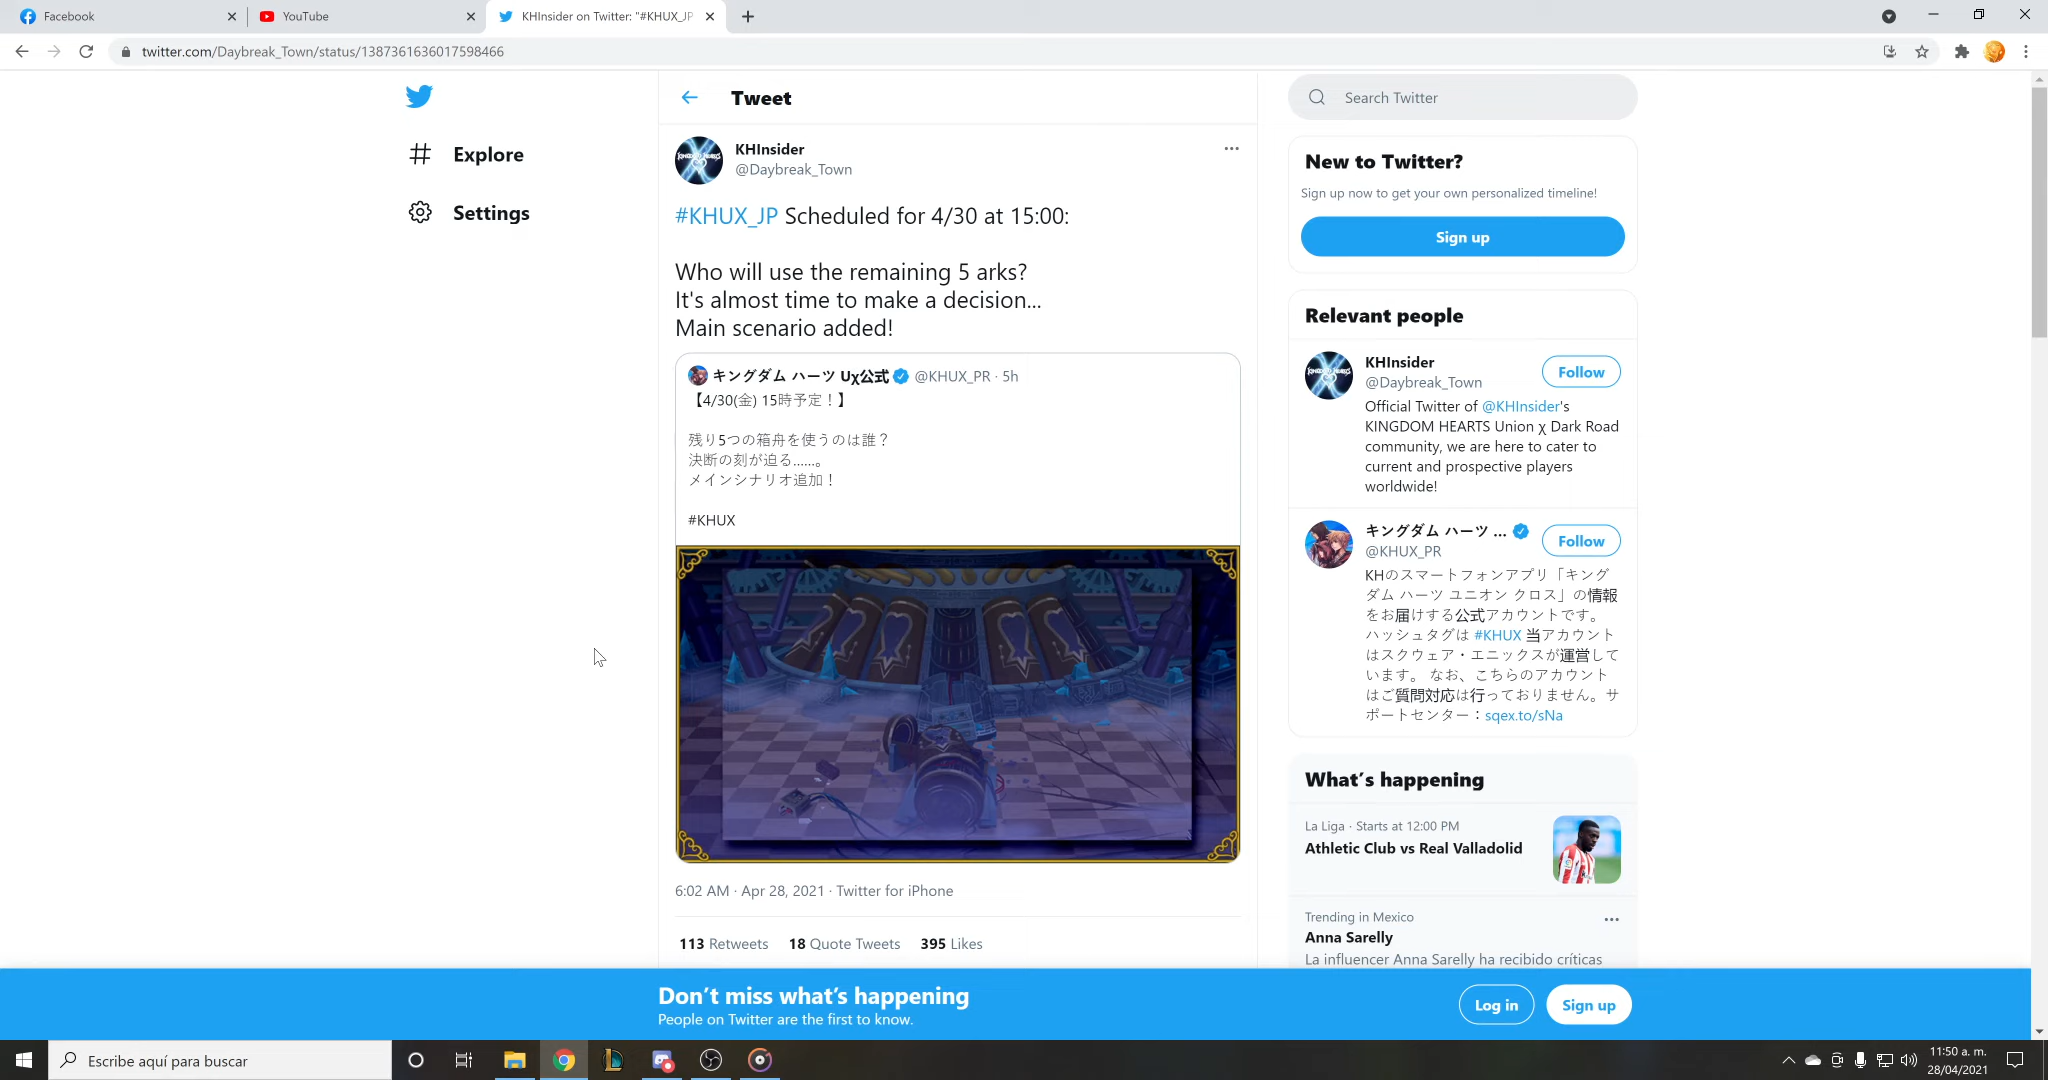 Facebook
YouTube
KHInsider on Twitter: "#KHUX_JP
twitter.com/Daybreak_Town/status/1387361636017598466
Explore
Settings
Tweet
KHInsider
@Daybreak_Town
#KHUX_JP Scheduled for 4/30 at 15:00:
Who will use the remaining 5 arks?
It's almost time to make a decision...
Main scenario added!
キングダム ハーツ Uχ公式 @KHUX_PR · 5h
【4/30(金) 15時予定！】
残り5つの箱舟を使うのは誰？
決断の刻が迫る……。
メインシナリオ追加！
#KHUX
6:02 AM · Apr 28, 2021 · Twitter for iPhone
113 Retweets 18 Quote Tweets 395 Likes
Search Twitter
New to Twitter?
Sign up now to get your own personalized timeline!
Sign up
Relevant people
KHInsider
@Daybreak_Town
Follow
Official Twitter of @KHInsider's
KINGDOM HEARTS Union χ Dark Road
community, we are here to cater to
current and prospective players
worldwide!
キングダム ハーツ ...
@KHUX_PR
Follow
KHのスマートフォンアプリ「キング
ダム ハーツ ユニオン クロス」の情報
をお届けする公式アカウントです。
ハッシュタグは #KHUX 当アカウント
はスクウェア・エニックスが運営して
います。 なお、こちらのアカウント
はご質問対応は行っておりません。サ
ポートセンター：sqex.to/sNa
What's happening
La Liga · Starts at 12:00 PM
Athletic Club vs Real Valladolid
Trending in Mexico
Anna Sarelly
La influencer Anna Sarelly ha recibido críticas
Don't miss what's happening
People on Twitter are the first to know.
Log in
Sign up
Escribe aquí para buscar
11:50 a. m.
28/04/2021